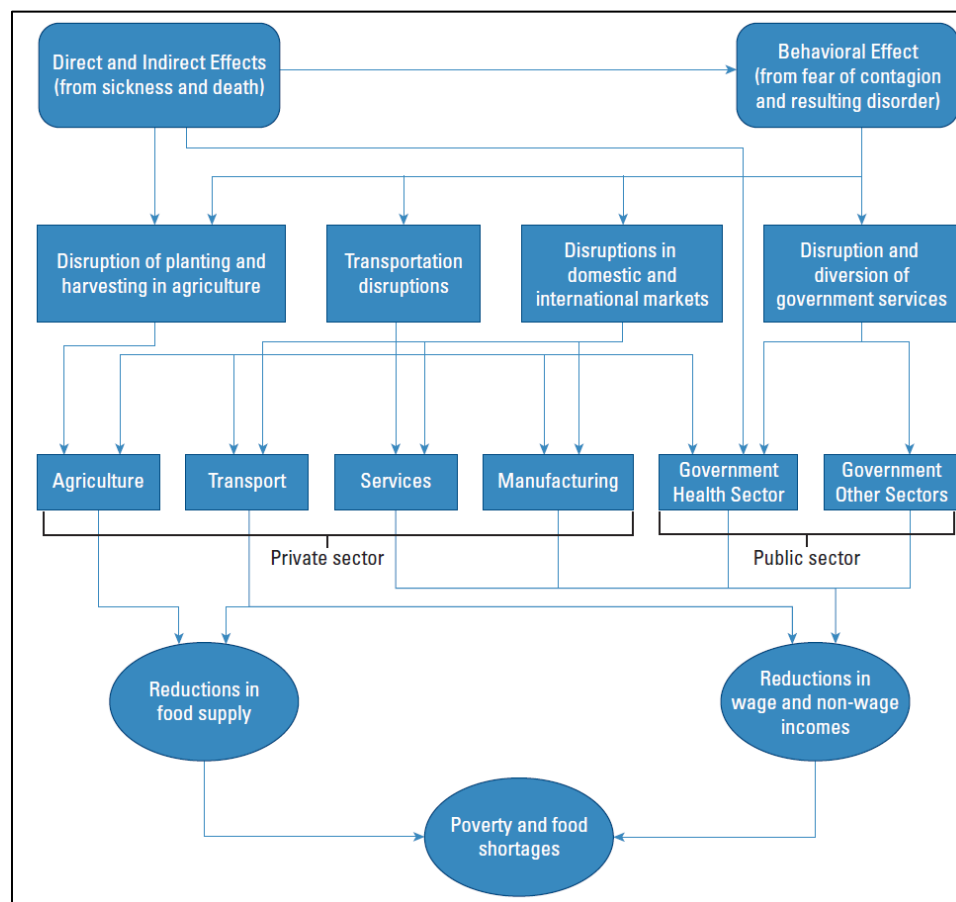 Direct and Indirect Effects
(from sickness and death)
Behavioral Effect
(from fear of contagion
and resulting disorder)
Disruption of planting and
harvesting in agriculture
Transportation
disruptions
Disruptions in
domestic and
international markets
Disruption and
diversion of
government services
Agriculture
Transport
Services
Manufacturing
Government
Health Sector
Government
Other Sectors
Private sector
Public sector
Reductions in
food supply
Reductions in
wage and non-wage
incomes
Poverty and food
shortages